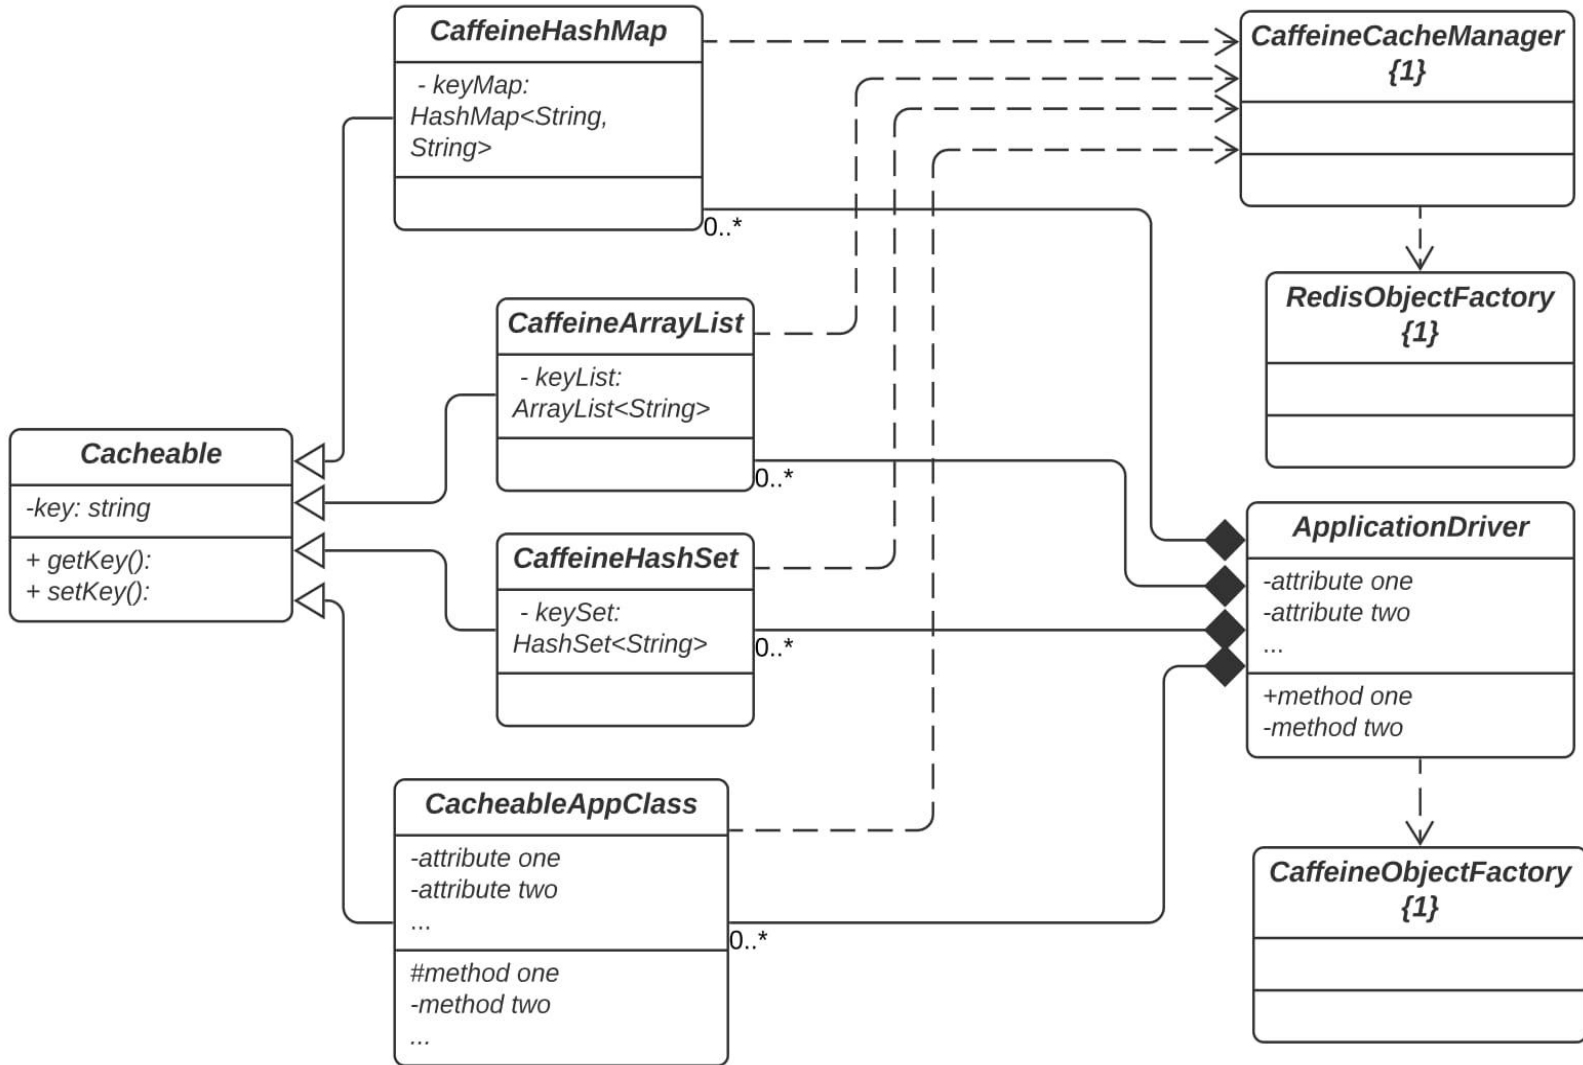 CaffeineHashMap
- keyMap:
HashMap<String,
String>
0..*
CaffeineCacheManager
{1}
RedisObjectFactory
{1}
CaffeineArrayList
- keyList:
ArrayList<String>
0..*
Cacheable
-key: string
+ getKey():
+ setKey():
CaffeineHashSet
- keySet:
HashSet<String>
0..*
ApplicationDriver
-attribute one
-attribute two
...
+method one
-method two
CacheableAppClass
-attribute one
-attribute two
...
#method one
-method two
...
0..*
CaffeineObjectFactory
{1}